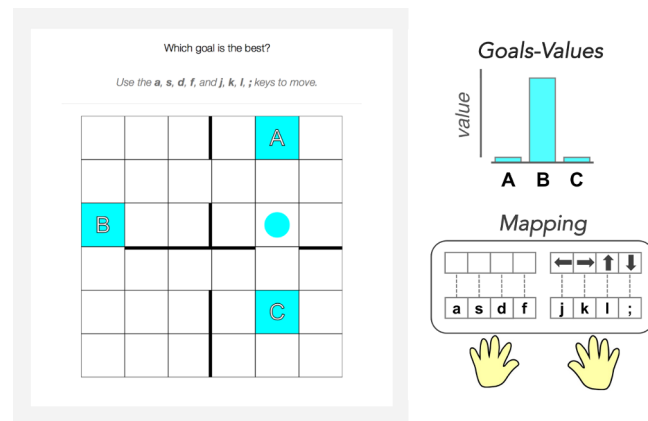 Which goal is the best?
Use the a, s, d, f, and j, k, l, ; keys to move.
A
B
C
Goals-Values
value
A B C
Mapping
a s d f j k l ;